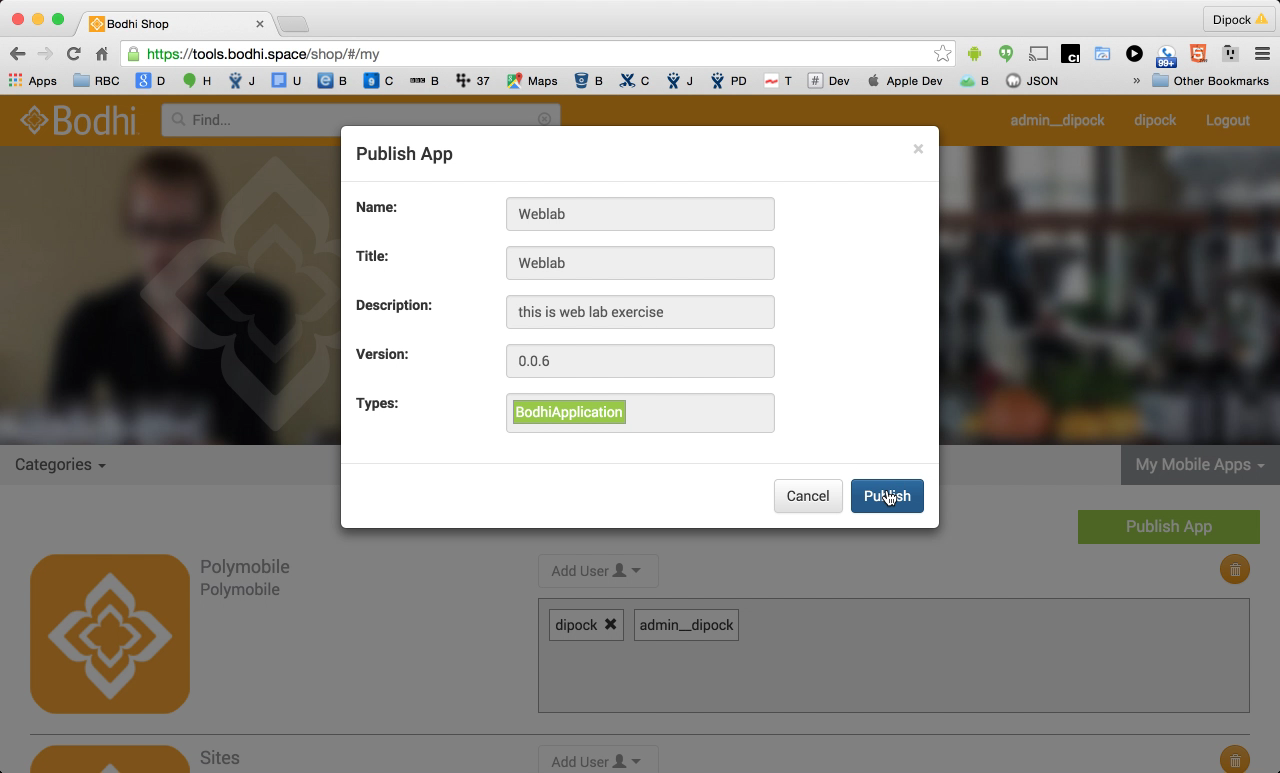 Bodhi Shop
Dipock
https://tools.bodhi.space/shop/#/my
99+
Apps RBC D H J U B C B 37 Maps B C J PD T # Dev Apple Dev B JSON » Other Bookmarks
Bodhi Find... admin__dipock dipock Logout
Publish App ×
Name: Weblab
Title: Weblab
Description: this is web lab exercise
Version: 0.0.6
Types: BodhiApplication
Categories My Mobile Apps
Cancel Publish
Publish App
Polymobile Add User
Polymobile
dipock admin__dipock
Sites Add User